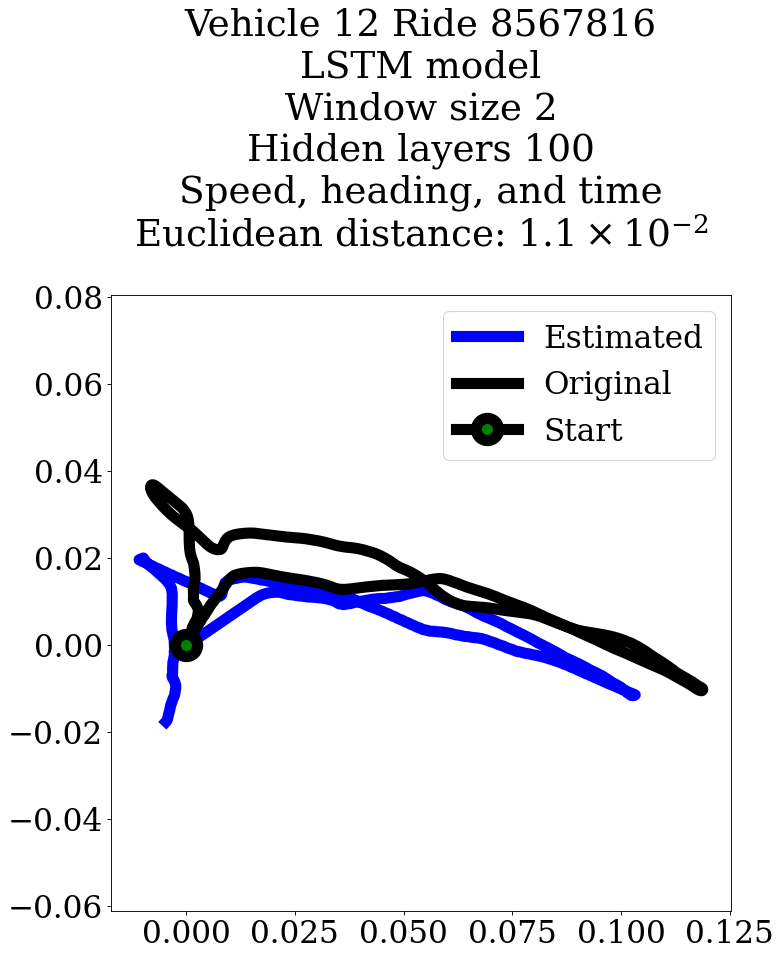 Vehicle 12 Ride 8567816
LSTM model
Window size 2
Hidden layers 100
Speed, heading, and time
Euclidean distance: 1.1 × 10⁻²
0.08
0.06
0.04
0.02
0.00
−0.02
−0.04
−0.06
Estimated
Original
Start
0.000 0.025 0.050 0.075 0.100 0.125